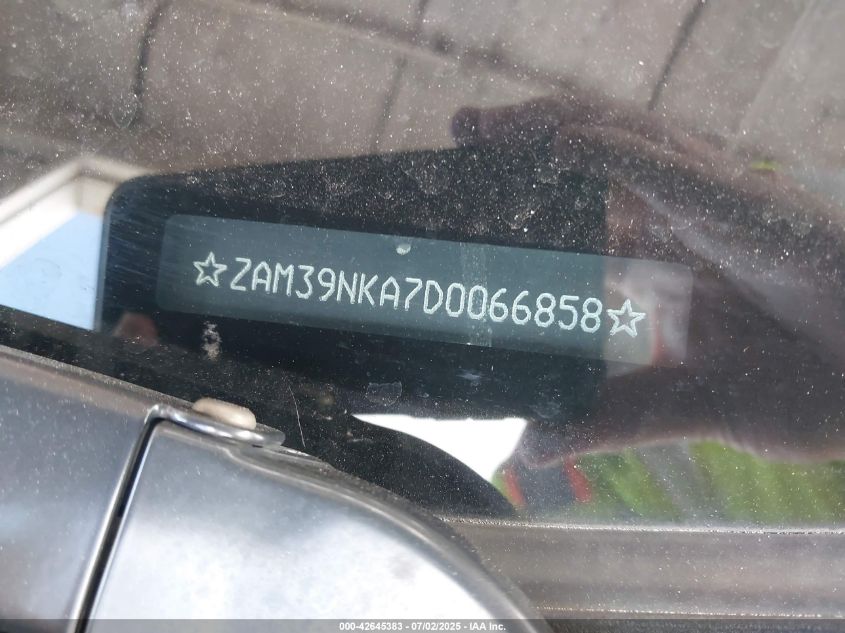 ☆ZAM39NKA7D0066858☆
000-42645383 - 07/02/2025 - IAA Inc.